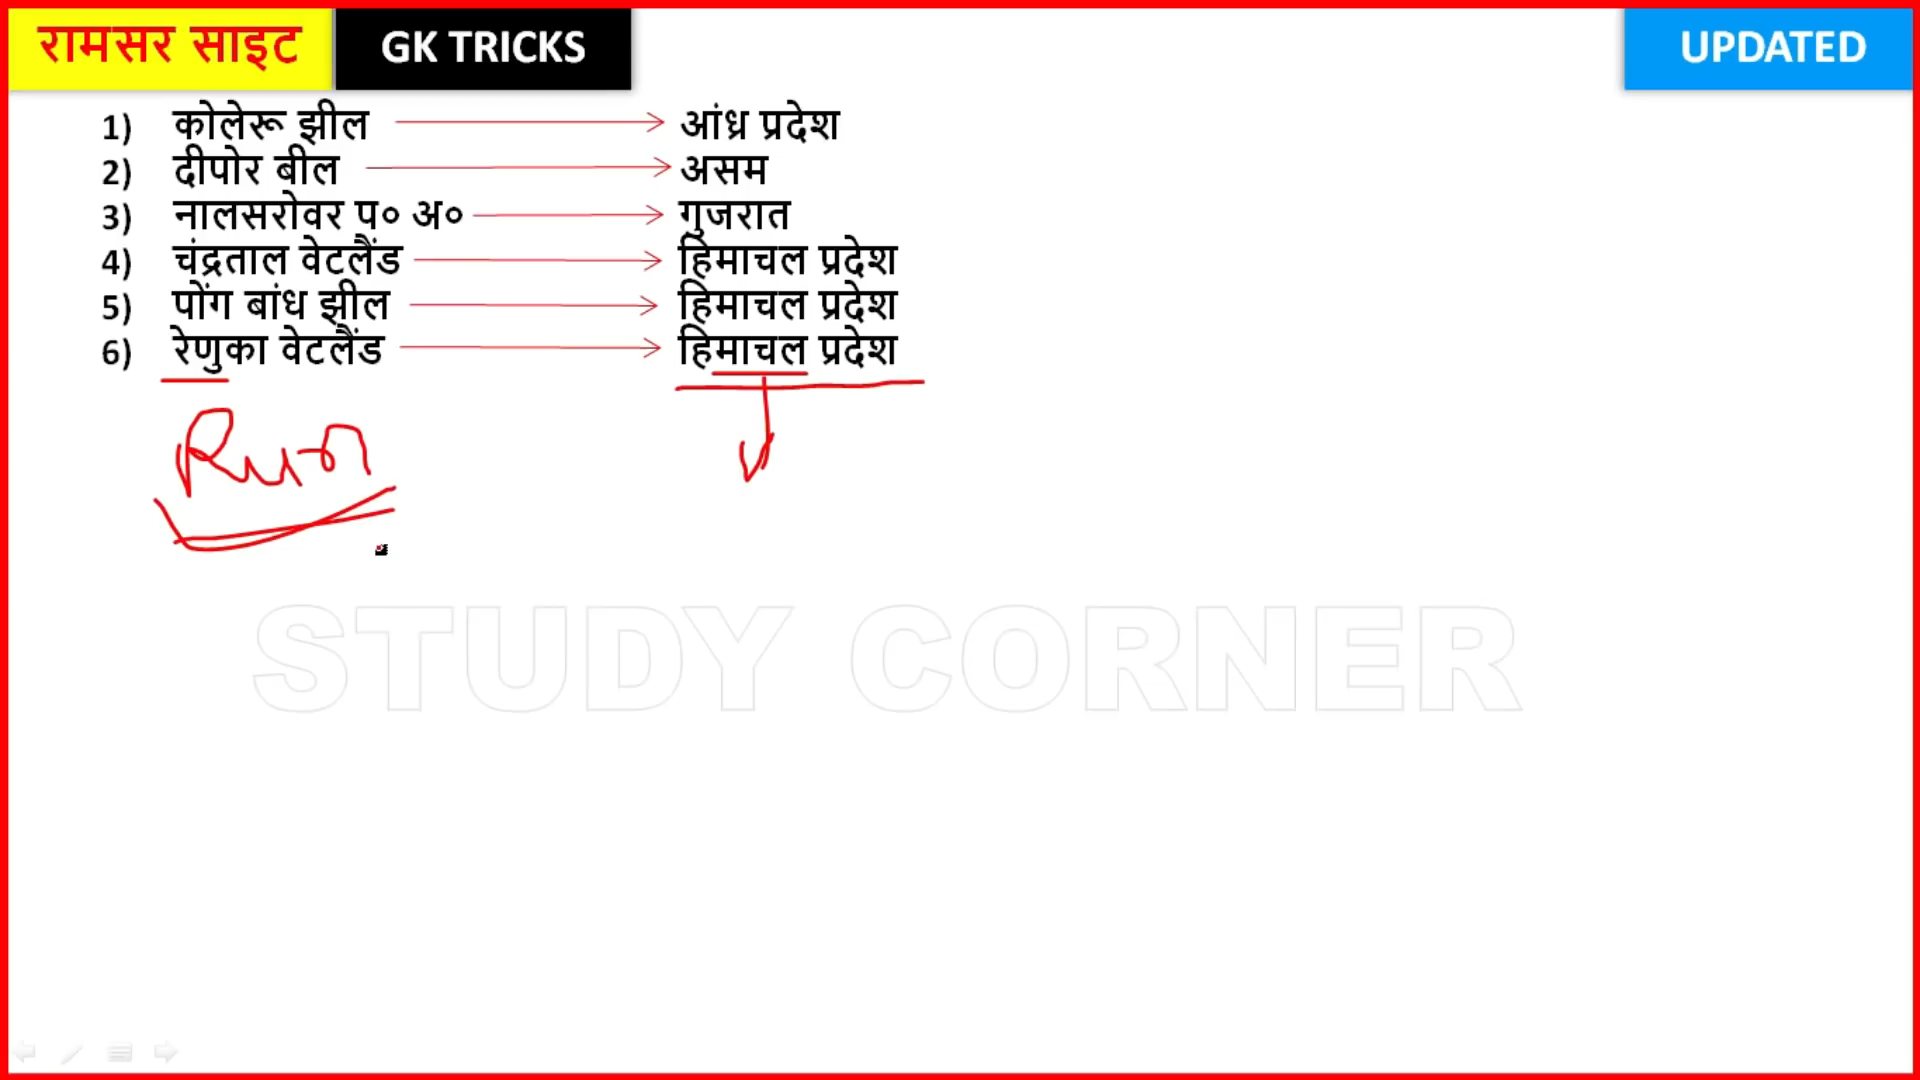 रामसर साइट GK TRICKS UPDATED
1) कोलेरू झील आंध्र प्रदेश
2) दीपोर बील असम
3) नालसरोवर प० अ० गुजरात
4) चंद्रताल वेटलैंड हिमाचल प्रदेश
5) पोंग बांध झील हिमाचल प्रदेश
6) रेणुका वेटलैंड हिमाचल प्रदेश
Run
STUDY CORNER